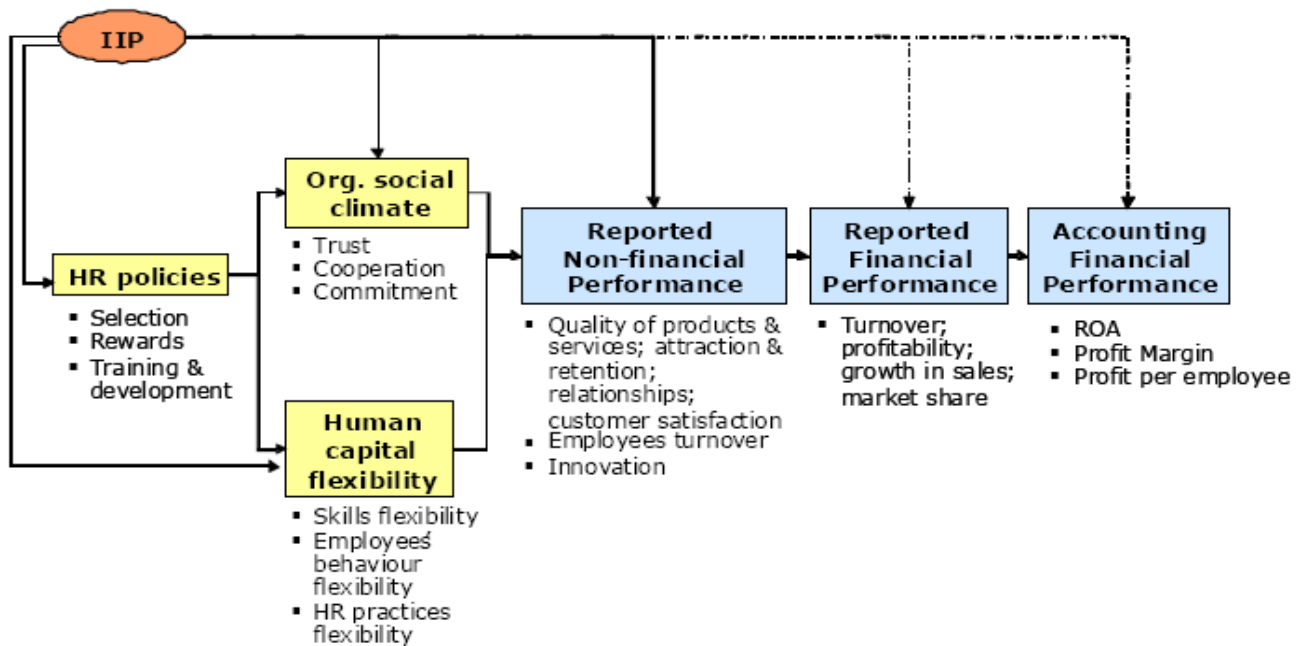 IIP
HR policies
▪ Selection
▪ Rewards
▪ Training &
development
Org. social
climate
▪ Trust
▪ Cooperation
▪ Commitment
Human
capital
flexibility
▪ Skills flexibility
▪ Employees'
behaviour
flexibility
▪ HR practices
flexibility
Reported
Non-financial
Performance
▪ Quality of products &
services; attraction &
retention;
relationships;
customer satisfaction
▪ Employees turnover
▪ Innovation
Reported
Financial
Performance
▪ Turnover;
profitability;
growth in sales;
market share
Accounting
Financial
Performance
▪ ROA
▪ Profit Margin
▪ Profit per employee